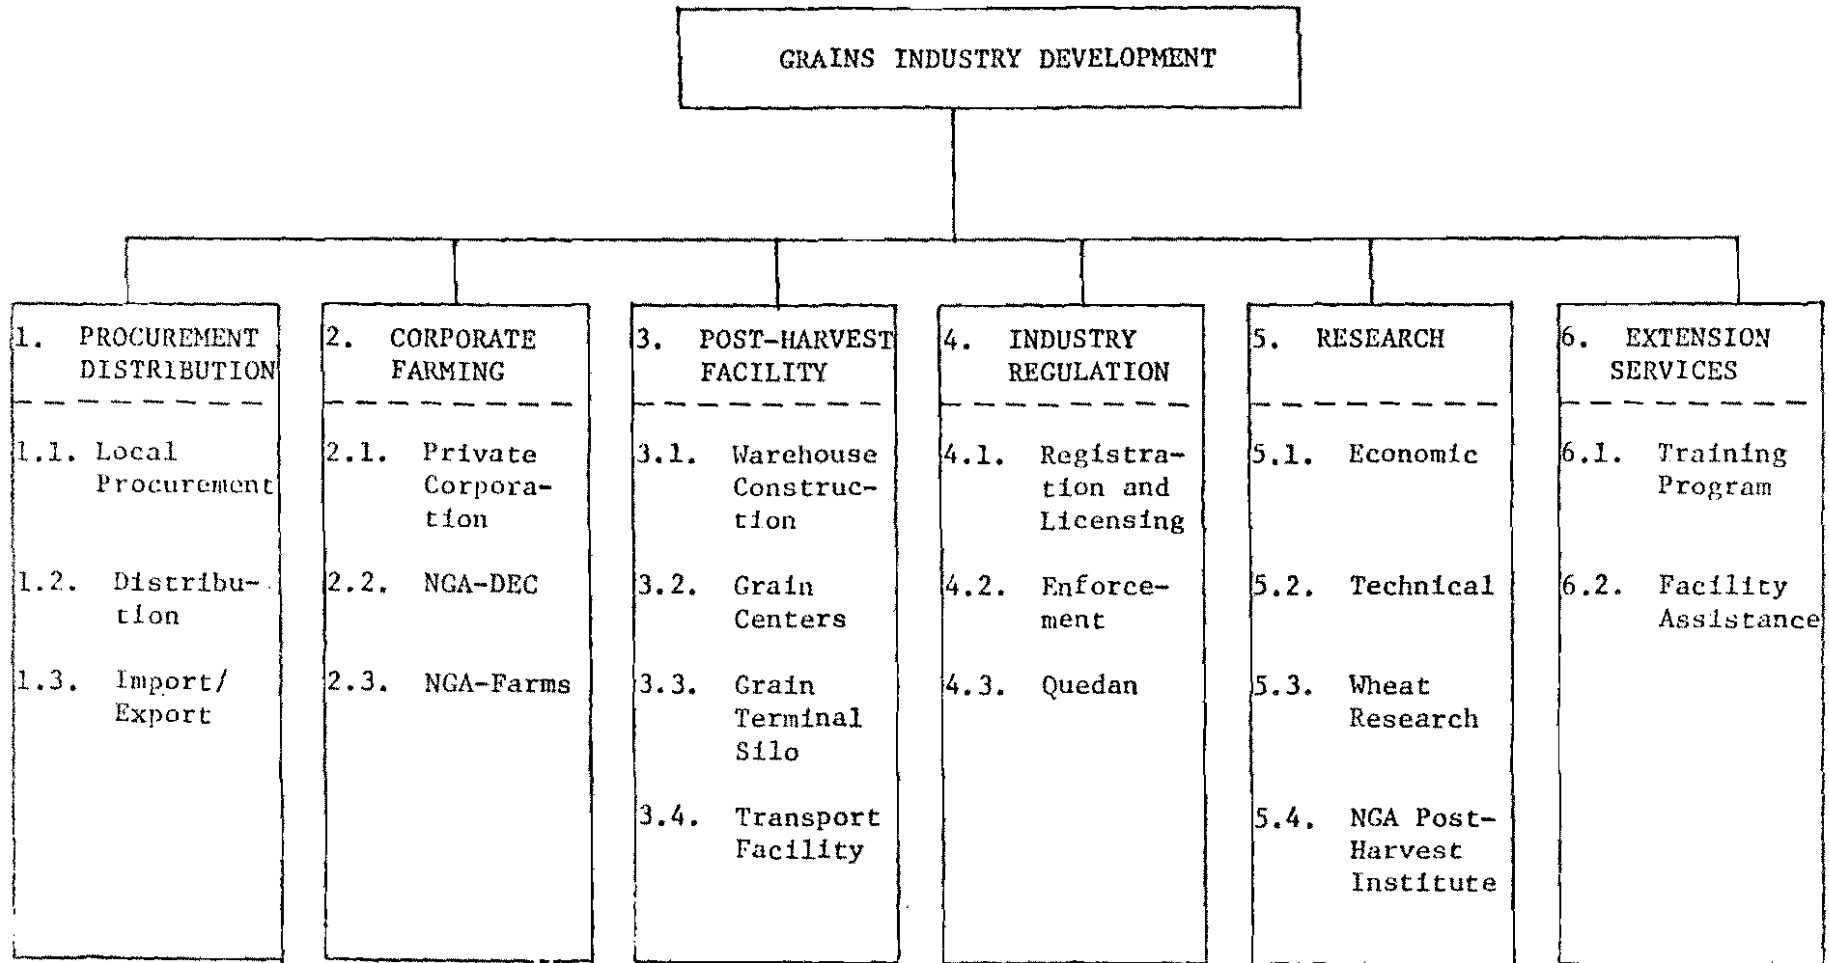 GRAINS INDUSTRY DEVELOPMENT
1. PROCUREMENT
DISTRIBUTION
1.1. Local
Procurement
1.2. Distribu-
tion
1.3. Import/
Export
2. CORPORATE
FARMING
2.1. Private
Corpora-
tion
2.2. NGA-DEC
2.3. NGA-Farms
3. POST-HARVEST
FACILITY
3.1. Warehouse
Construc-
tion
3.2. Grain
Centers
3.3. Grain
Terminal
Silo
3.4. Transport
Facility
4. INDUSTRY
REGULATION
4.1. Registra-
tion and
Licensing
4.2. Enforce-
ment
4.3. Quedan
5. RESEARCH
5.1. Economic
5.2. Technical
5.3. Wheat
Research
5.4. NGA Post-
Harvest
Institute
6. EXTENSION
SERVICES
6.1. Training
Program
6.2. Facility
Assistance